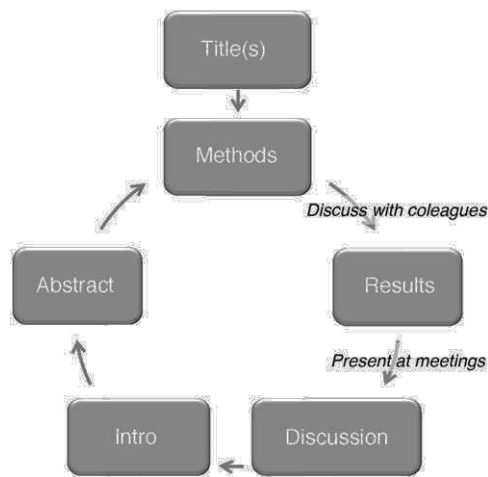 Title(s)
Methods
Discuss with coleagues
Abstract
Results
Present at meetings
Intro
Discussion